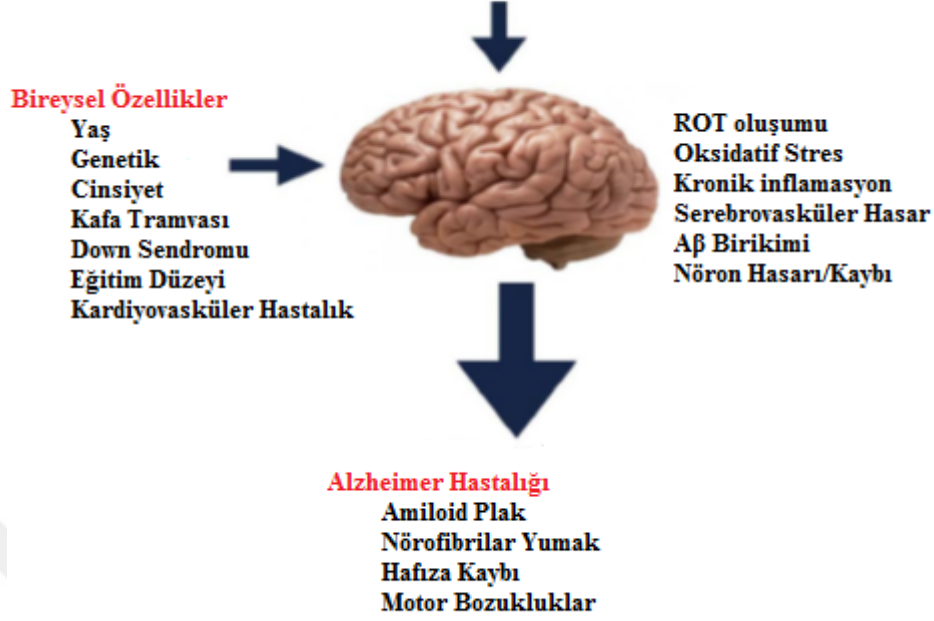 Bireysel Özellikler
Yaş
Genetik
Cinsiyet
Kafa Tramvası
Down Sendromu
Eğitim Düzeyi
Kardiyovasküler Hastalık
ROT oluşumu
Oksidatif Stres
Kronik inflamasyon
Serebrovasküler Hasar
Aβ Birikimi
Nöron Hasarı/Kaybı
Alzheimer Hastalığı
Amiloid Plak
Nörofibrilar Yumak
Hafıza Kaybı
Motor Bozukluklar